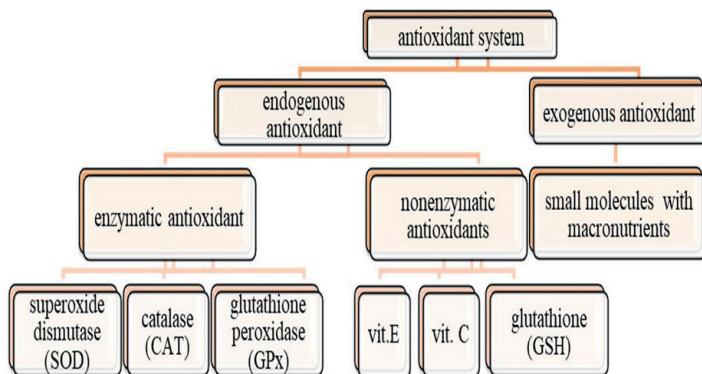 antioxidant system
endogenous
antioxidant
exogenous antioxidant
enzymatic antioxidant
nonenzymatic
antioxidants
small molecules with
macronutrients
superoxide
dismutase
(SOD)
catalase
(CAT)
glutathione
peroxidase
(GPx)
vit.E
vit. C
glutathione
(GSH)